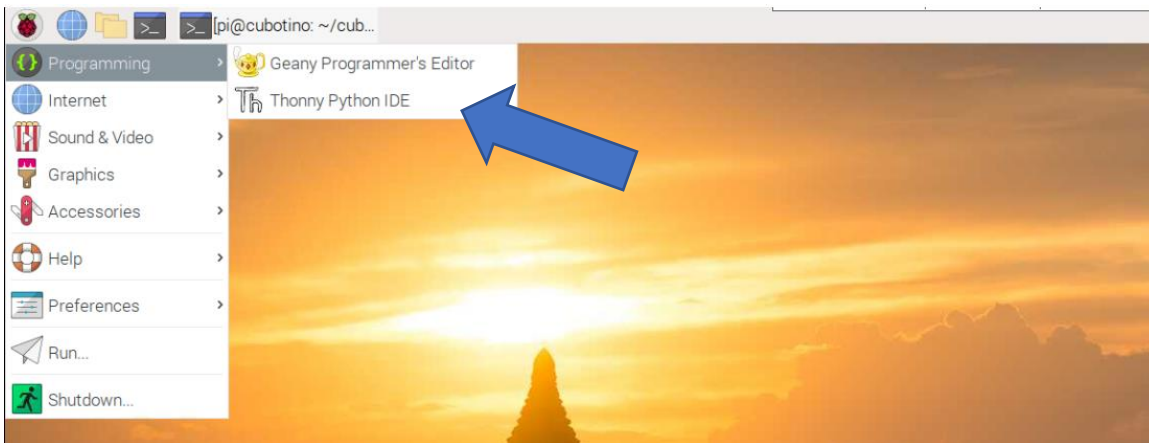 [pi@cubotino: ~/cub...
Programming
Geany Programmer's Editor
Internet
Thonny Python IDE
Sound & Video
Graphics
Accessories
Help
Preferences
Run...
Shutdown...